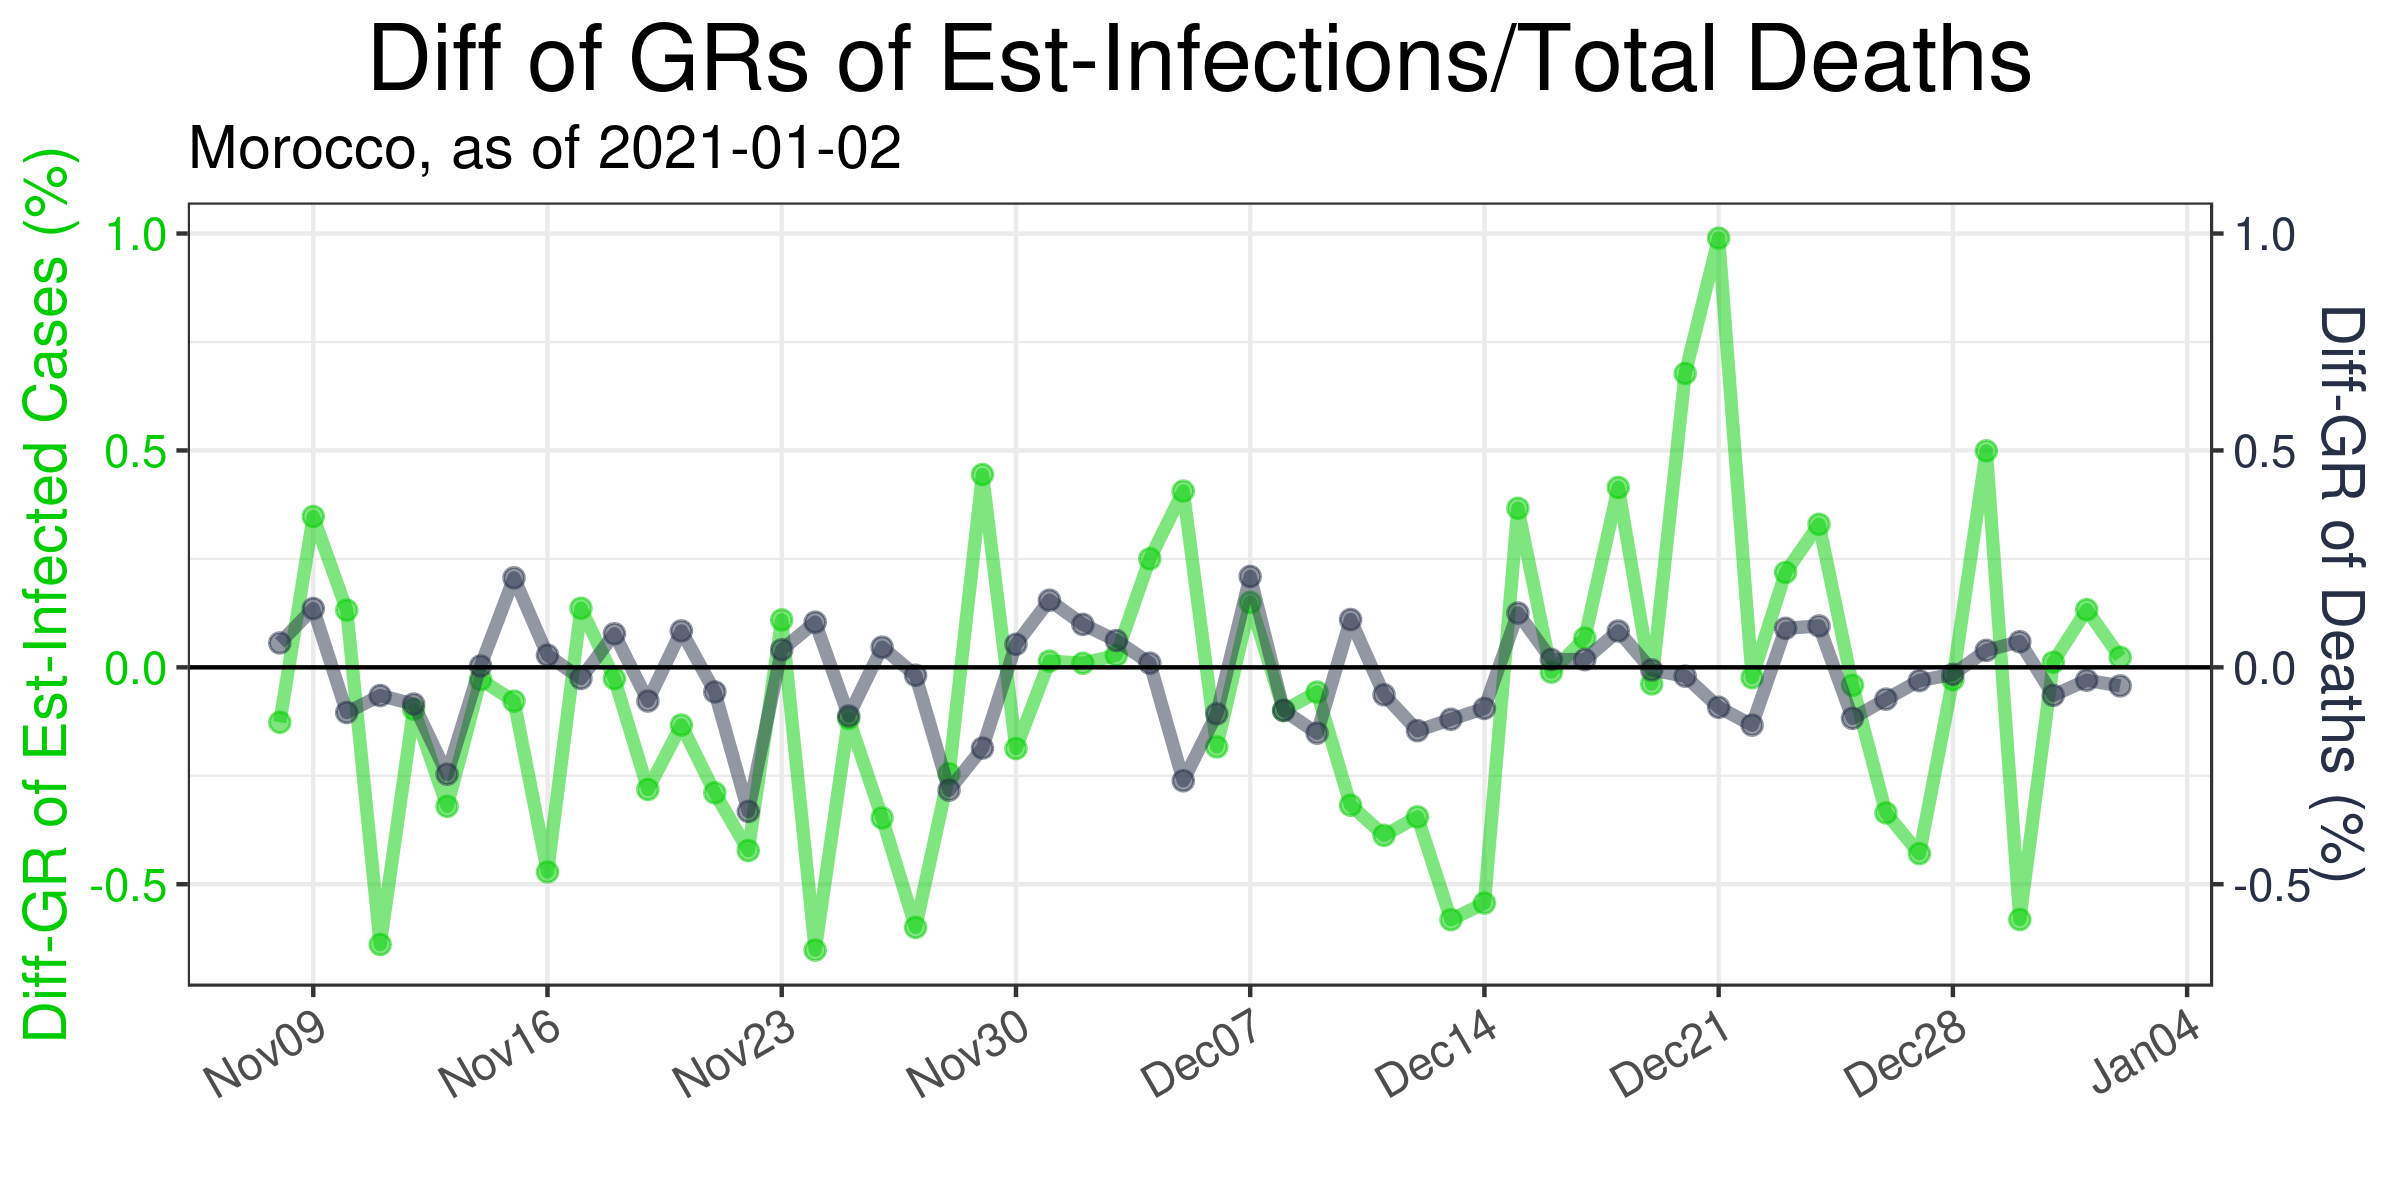 Diff of GRs of Est-Infections/Total Deaths
Morocco, as of 2021-01-02
Diff-GR of Est-Infected Cases (%)
1.0
0.5
0.0
-0.5
1.0
0.5
0.0
-0.5
Diff-GR of Deaths (%)
Nov09
Nov16
Nov23
Nov30
Dec07
Dec14
Dec21
Dec28
Jan04